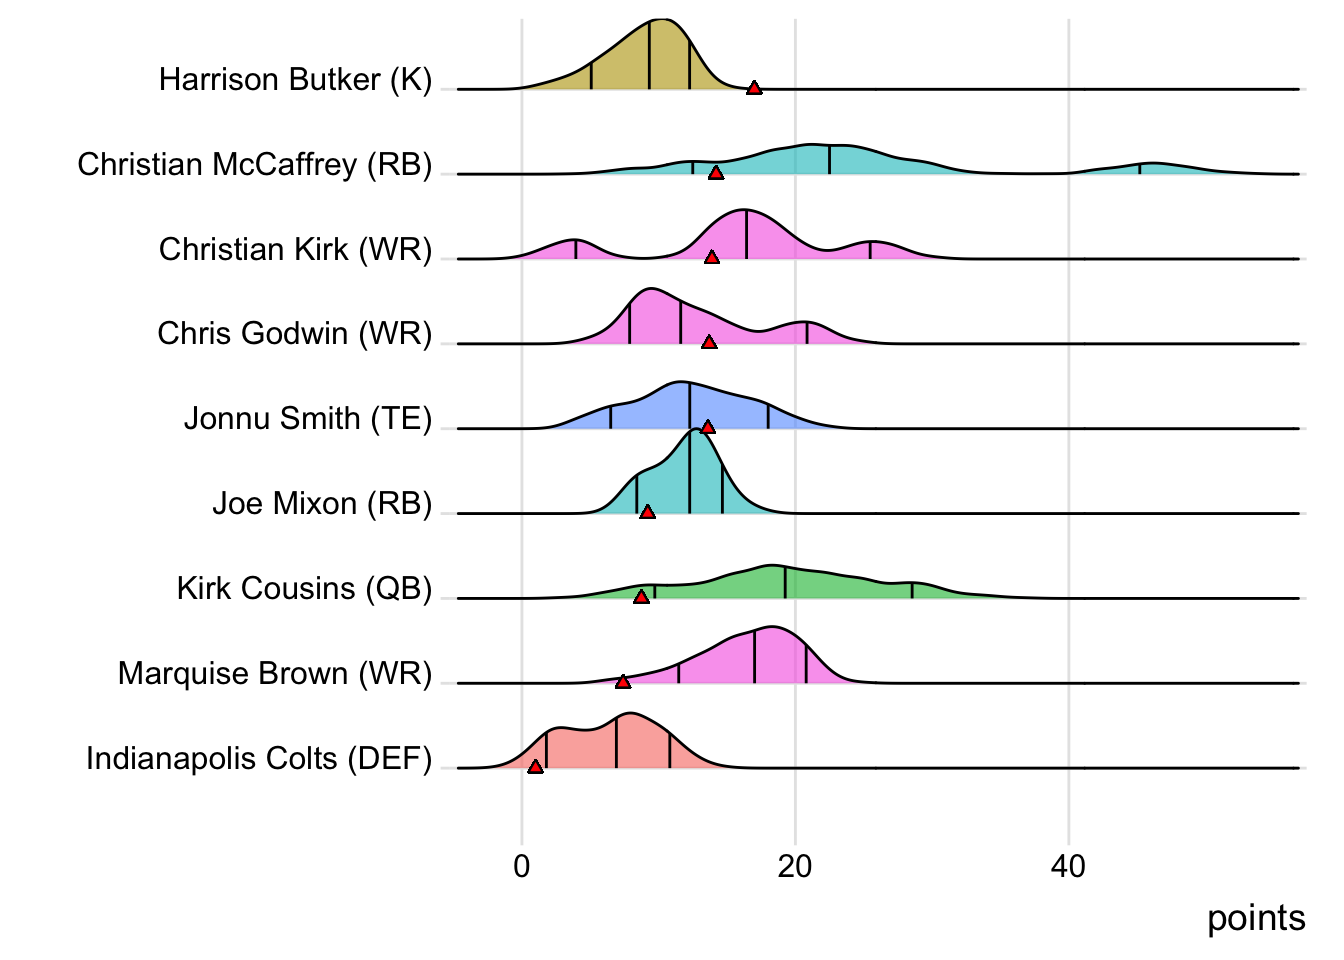 Harrison Butker (K)
Christian McCaffrey (RB)
Christian Kirk (WR)
Chris Godwin (WR)
Jonnu Smith (TE)
Joe Mixon (RB)
Kirk Cousins (QB)
Marquise Brown (WR)
Indianapolis Colts (DEF)
0 20 40
points